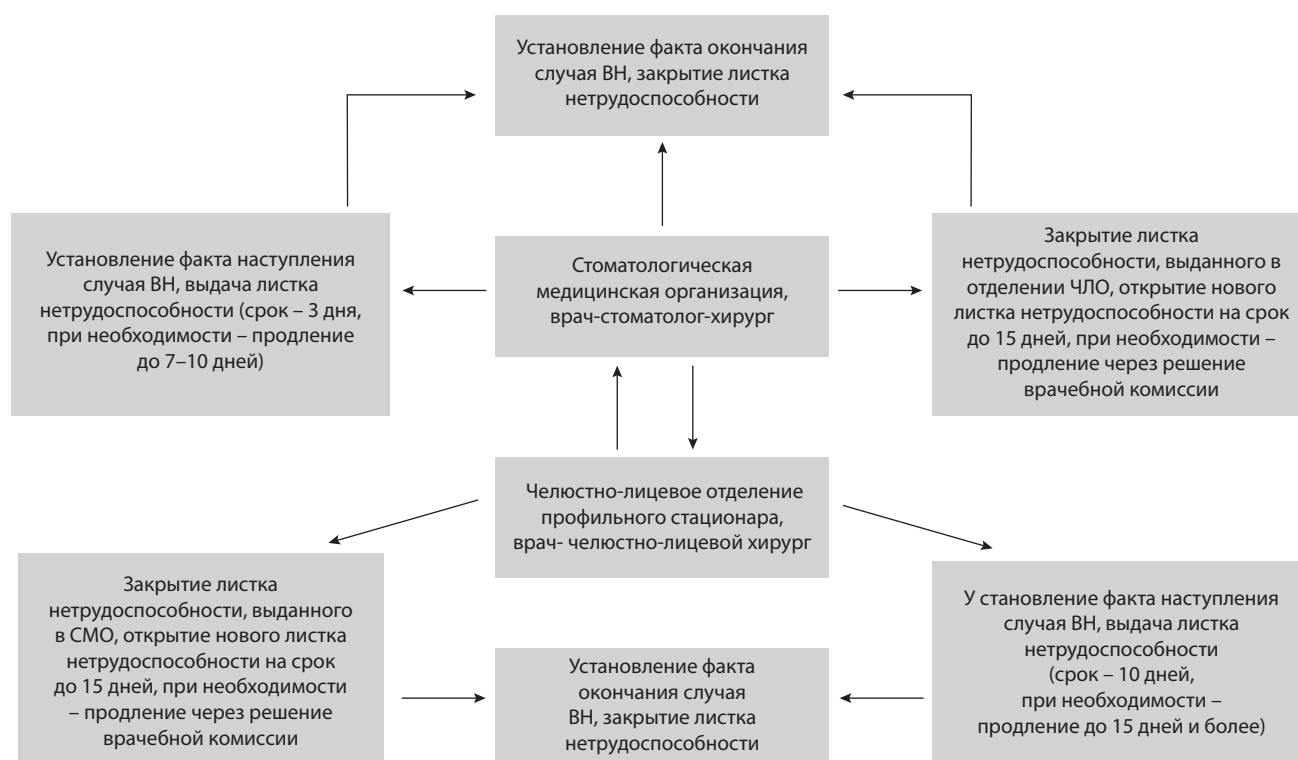 Установление факта окончания
случая ВН, закрытие листка
нетрудоспособности
Установление факта наступления
случая ВН, выдача листка
нетрудоспособности (срок – 3 дня,
при необходимости – продление
до 7–10 дней)
Стоматологическая
медицинская организация,
врач-стоматолог-хирург
Закрытие листка
нетрудоспособности, выданного в
отделении ЧЛО, открытие нового
листка нетрудоспособности на срок
до 15 дней, при необходимости –
продление через решение
врачебной комиссии
Челюстно-лицевое отделение
профильного стационара,
врач- челюстно-лицевой хирург
Закрытие листка
нетрудоспособности, выданного
в СМО, открытие нового листка
нетрудоспособности на срок
до 15 дней, при необходимости
– продление через решение
врачебной комиссии
Установление факта
окончания случая
ВН, закрытие листка
нетрудоспособности
У становление факта наступления
случая ВН, выдача листка
нетрудоспособности
(срок – 10 дней,
при необходимости –
продление до 15 дней и более)